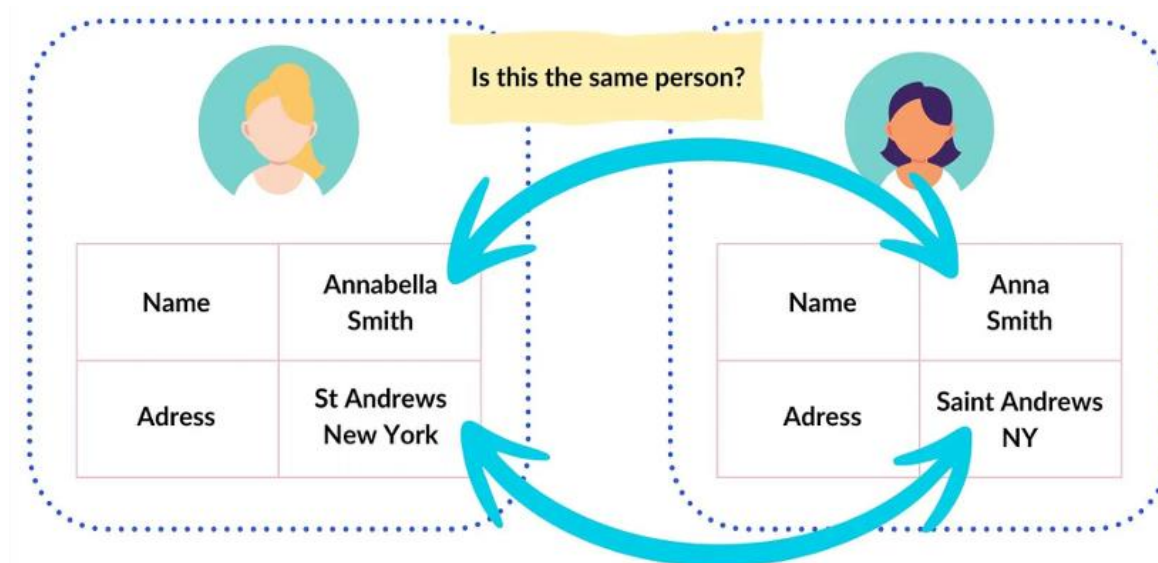 Is this the same person?
Name
Annabella
Smith
Adress
St Andrews
New York
Name
Anna
Smith
Adress
Saint Andrews
NY